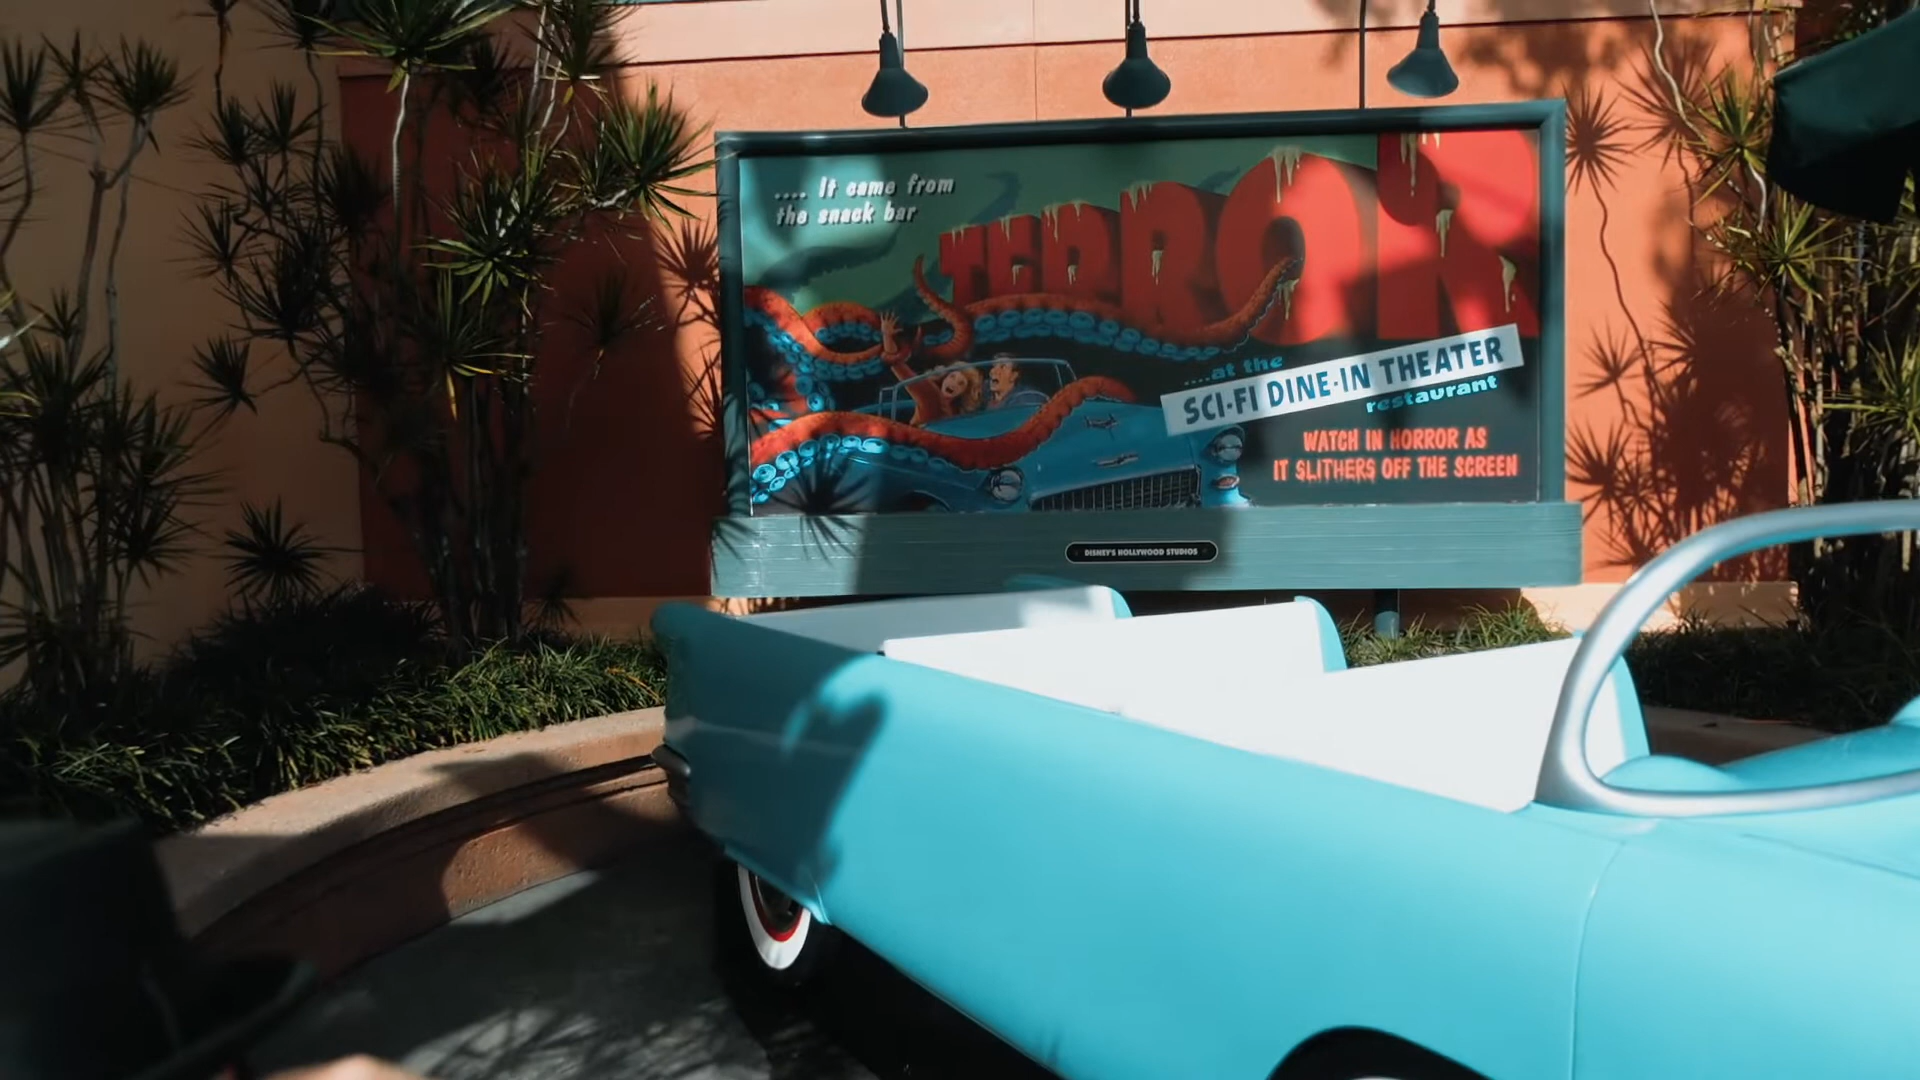 .... It came from
the snack bar
TERROR
....at the
SCI-FI DINE-IN THEATER
restaurant
WATCH IN HORROR AS
IT SLITHERS OFF THE SCREEN
DISNEY'S HOLLYWOOD STUDIOS